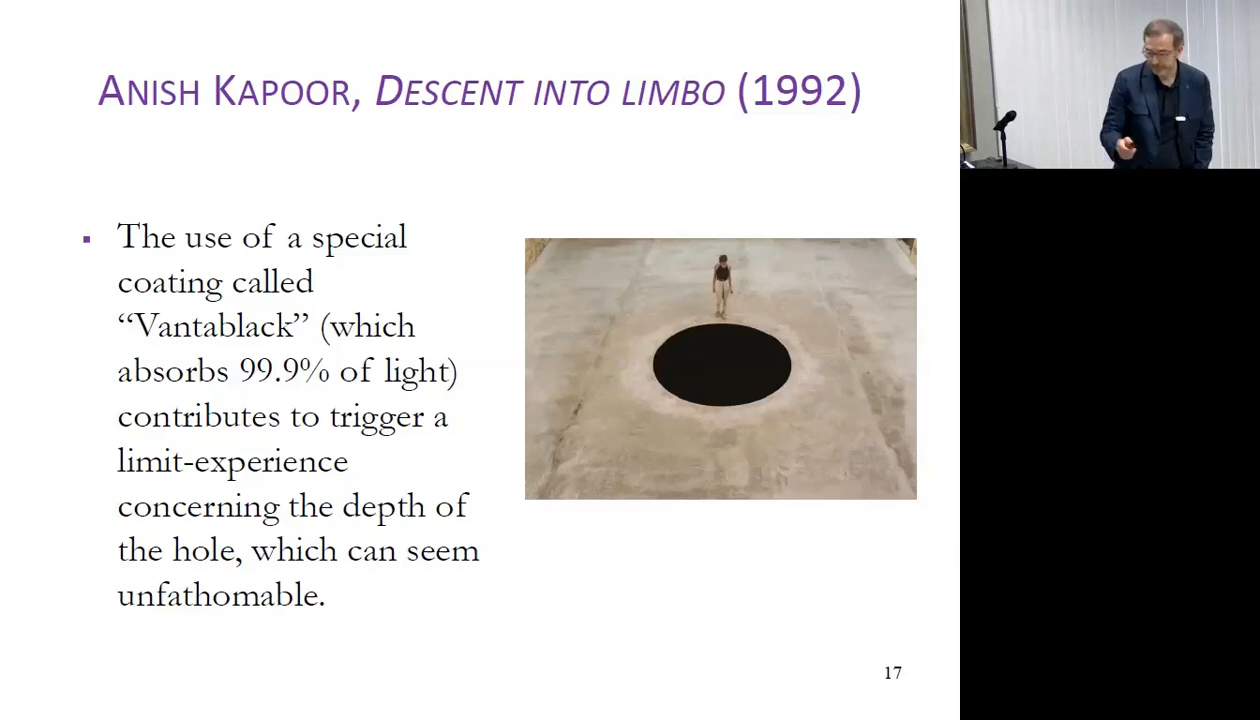 ANISH KAPOOR, DESCENT INTO LIMBO (1992)
▪ The use of a special
coating called
“Vantablack” (which
absorbs 99.9% of light)
contributes to trigger a
limit-experience
concerning the depth of
the hole, which can seem
unfathomable.
17